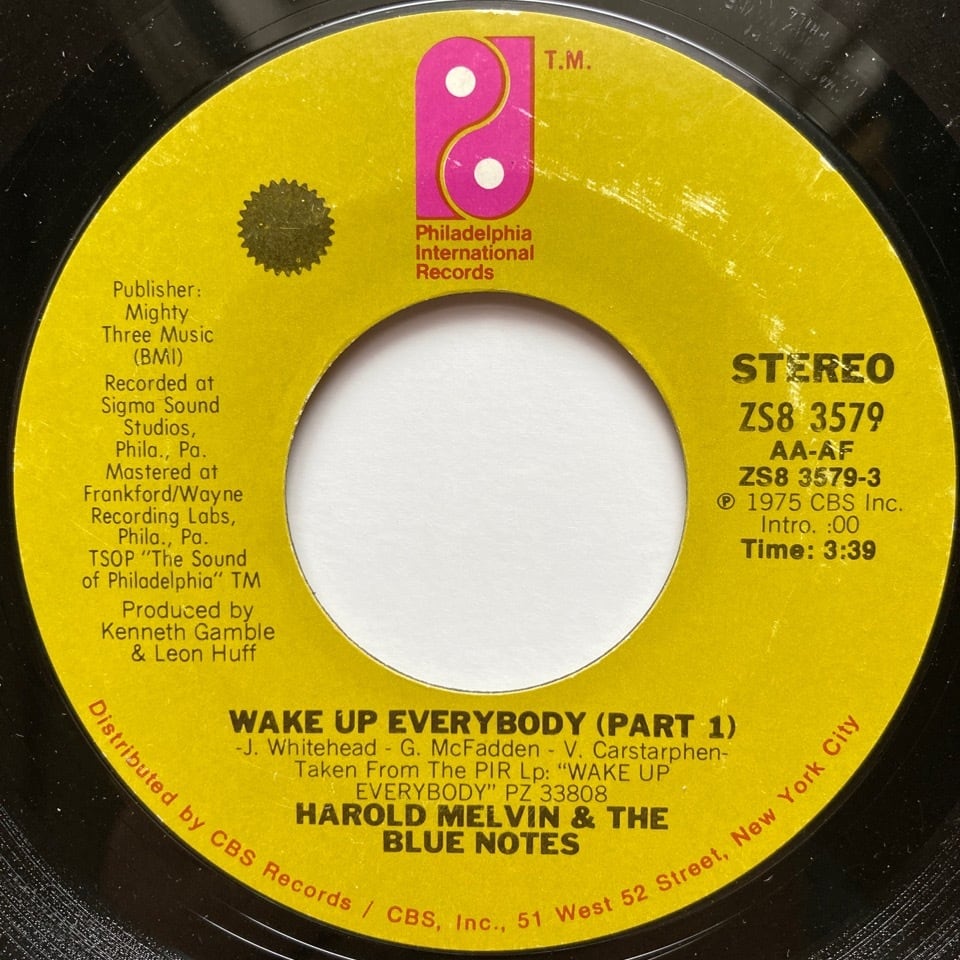 T.M.
Philadelphia
International
Records
Publisher:
Mighty
Three Music
(BMI)
Recorded at
Sigma Sound
Studios,
Phila., Pa.
Mastered at
Frankford/Wayne
Recording Labs,
Phila., Pa.
TSOP "The Sound
of Philadelphia" TM
Produced by
Kenneth Gamble
& Leon Huff
STEREO
ZS8 3579
AA-AF
ZS8 3579-3
℗ 1975 CBS Inc.
Intro. :00
Time: 3:39
WAKE UP EVERYBODY (PART 1)
-J. Whitehead - G. McFadden - V. Carstarphen-
Taken From The PIR Lp: "WAKE UP
EVERYBODY" PZ 33808
HAROLD MELVIN & THE
BLUE NOTES
Distributed by CBS Records / CBS, Inc., 51 West 52 Street, New York City